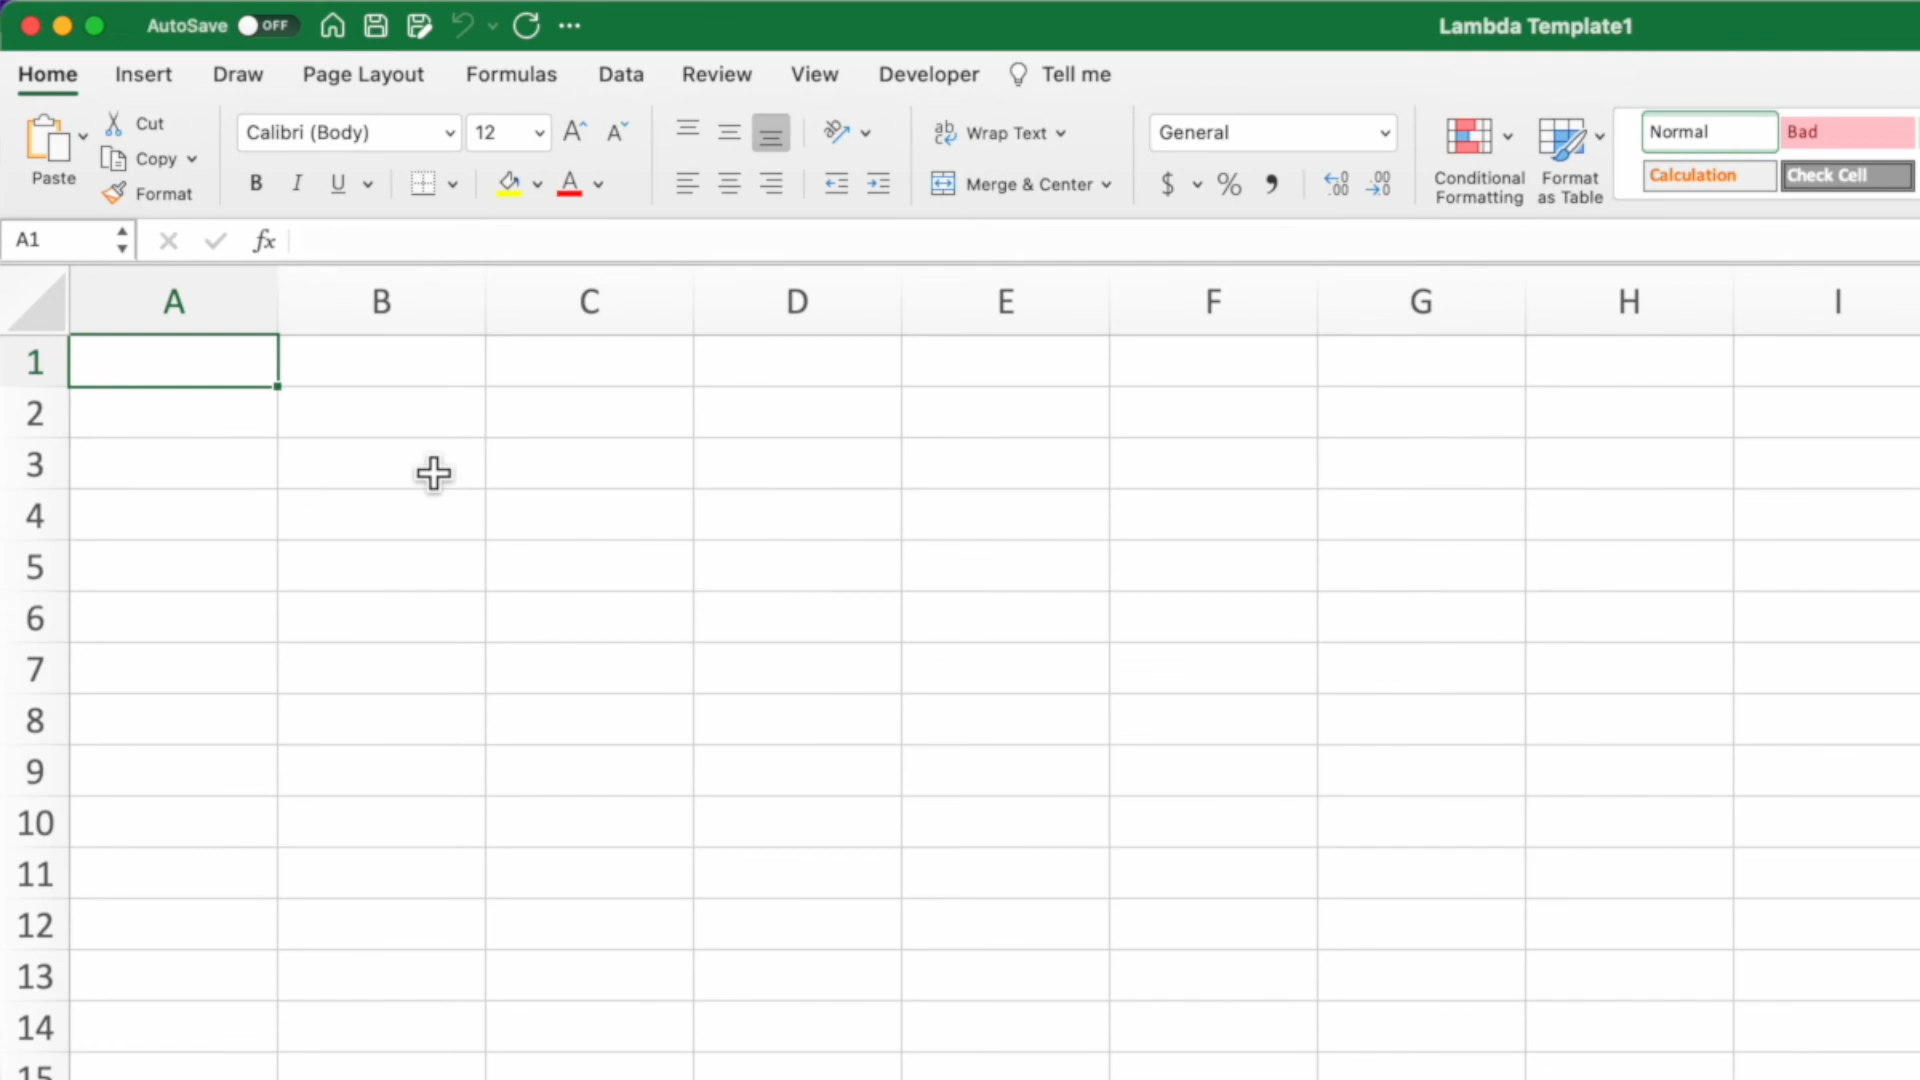 AutoSave OFF Lambda Template1
Home Insert Draw Page Layout Formulas Data Review View Developer Tell me
Paste
Cut
Copy
Format
Calibri (Body) 12
B I U
Wrap Text
Merge & Center
General
$ %
Conditional Formatting
Format as Table
Normal Bad
Calculation Check Cell
A1 fx
A B C D E F G H I
1
2
3
4
5
6
7
8
9
10
11
12
13
14
15